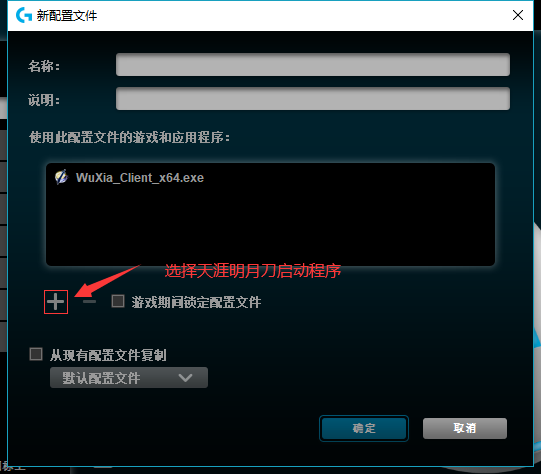 新配置文件
名称：
说明：
使用此配置文件的游戏和应用程序：
WuXia_Client_x64.exe
选择天涯明月刀启动程序
游戏期间锁定配置文件
从现有配置文件复制
默认配置文件
确定
取消